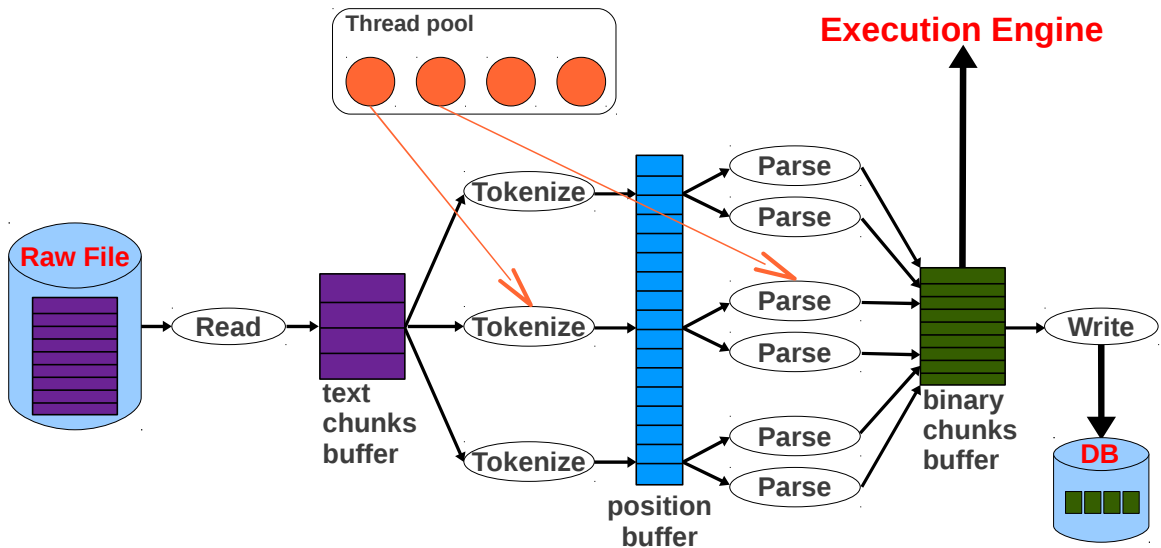 Thread pool
Execution Engine
Raw File
Read
text
chunks
buffer
Tokenize
Tokenize
Tokenize
position
buffer
Parse
Parse
Parse
Parse
Parse
Parse
binary
chunks
buffer
Write
DB